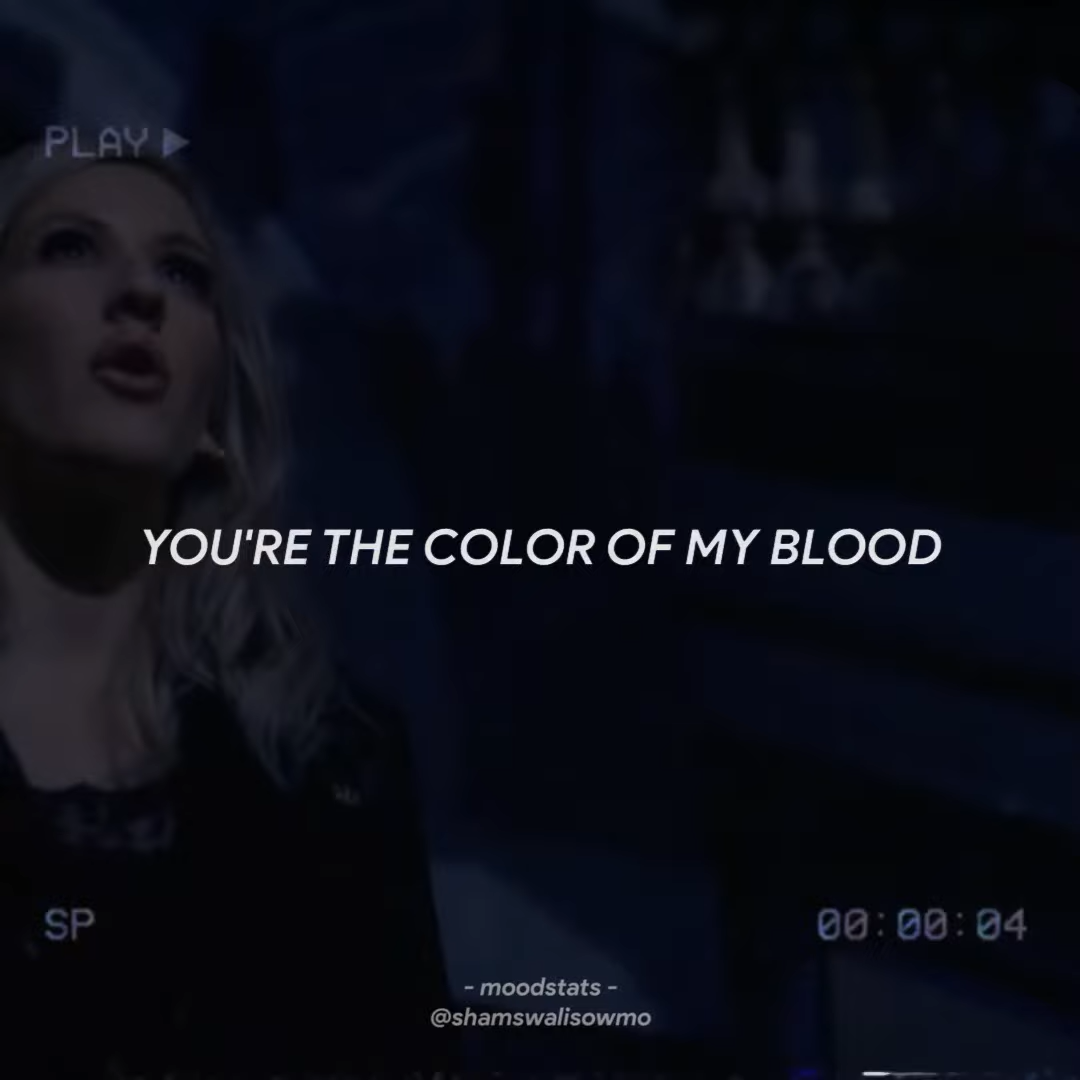 PLAY ▶
YOU'RE THE COLOR OF MY BLOOD
SP
00:00:04
- moodstats -
@shamswalisowmo